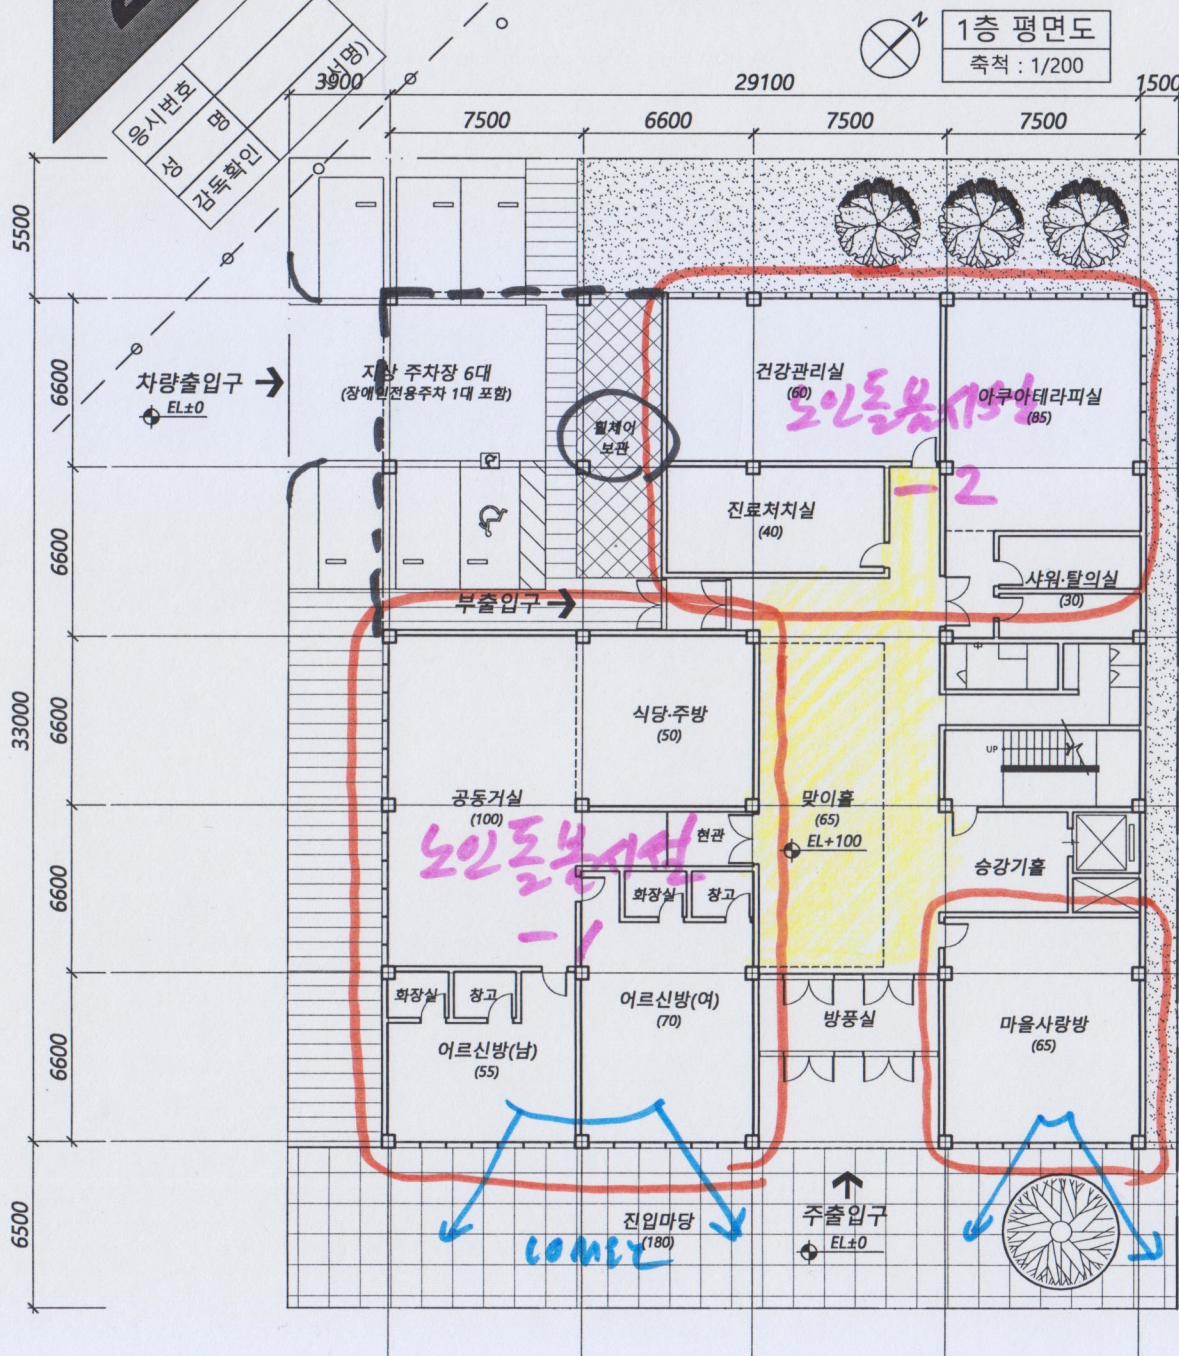 응시번호
성 명
(서명)
감독확인
N
1층 평면도
축척 : 1/200
3900
29100
1500
7500
6600
7500
7500
5500
6600
6600
33000
6600
6600
6600
6500
차량출입구
EL±0
지상 주차장 6대
(장애인전용주차 1대 포함)
휠체어
보관
건강관리실
(60)
아쿠아테라피실
(85)
노인돌봄시설
- 2
진료처치실
(40)
샤워·탈의실
(30)
부출입구
식당·주방
(50)
공동거실
(100)
맞이홀
(65)
EL+100
현관
UP
승강기홀
노인돌봄시설
- 1
화장실
창고
화장실
창고
어르신방(여)
(70)
어르신방(남)
(55)
방풍실
마을사랑방
(65)
진입마당
(180)
주출입구
EL±0